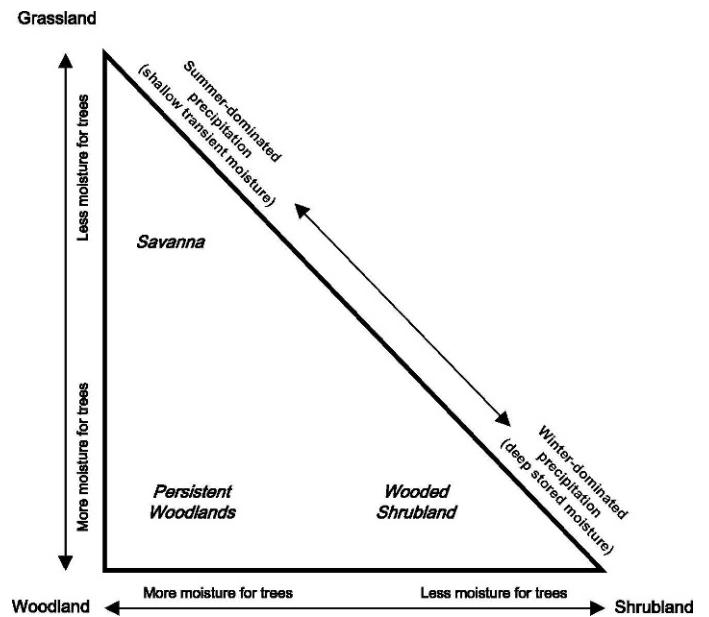 Grassland
Summer-dominated
precipitation
(shallow transient moisture)
Less moisture for trees
Savanna
More moisture for trees
Winter-dominated
precipitation
(deep stored moisture)
Persistent
Woodlands
Wooded
Shrubland
Woodland
More moisture for trees
Less moisture for trees
Shrubland